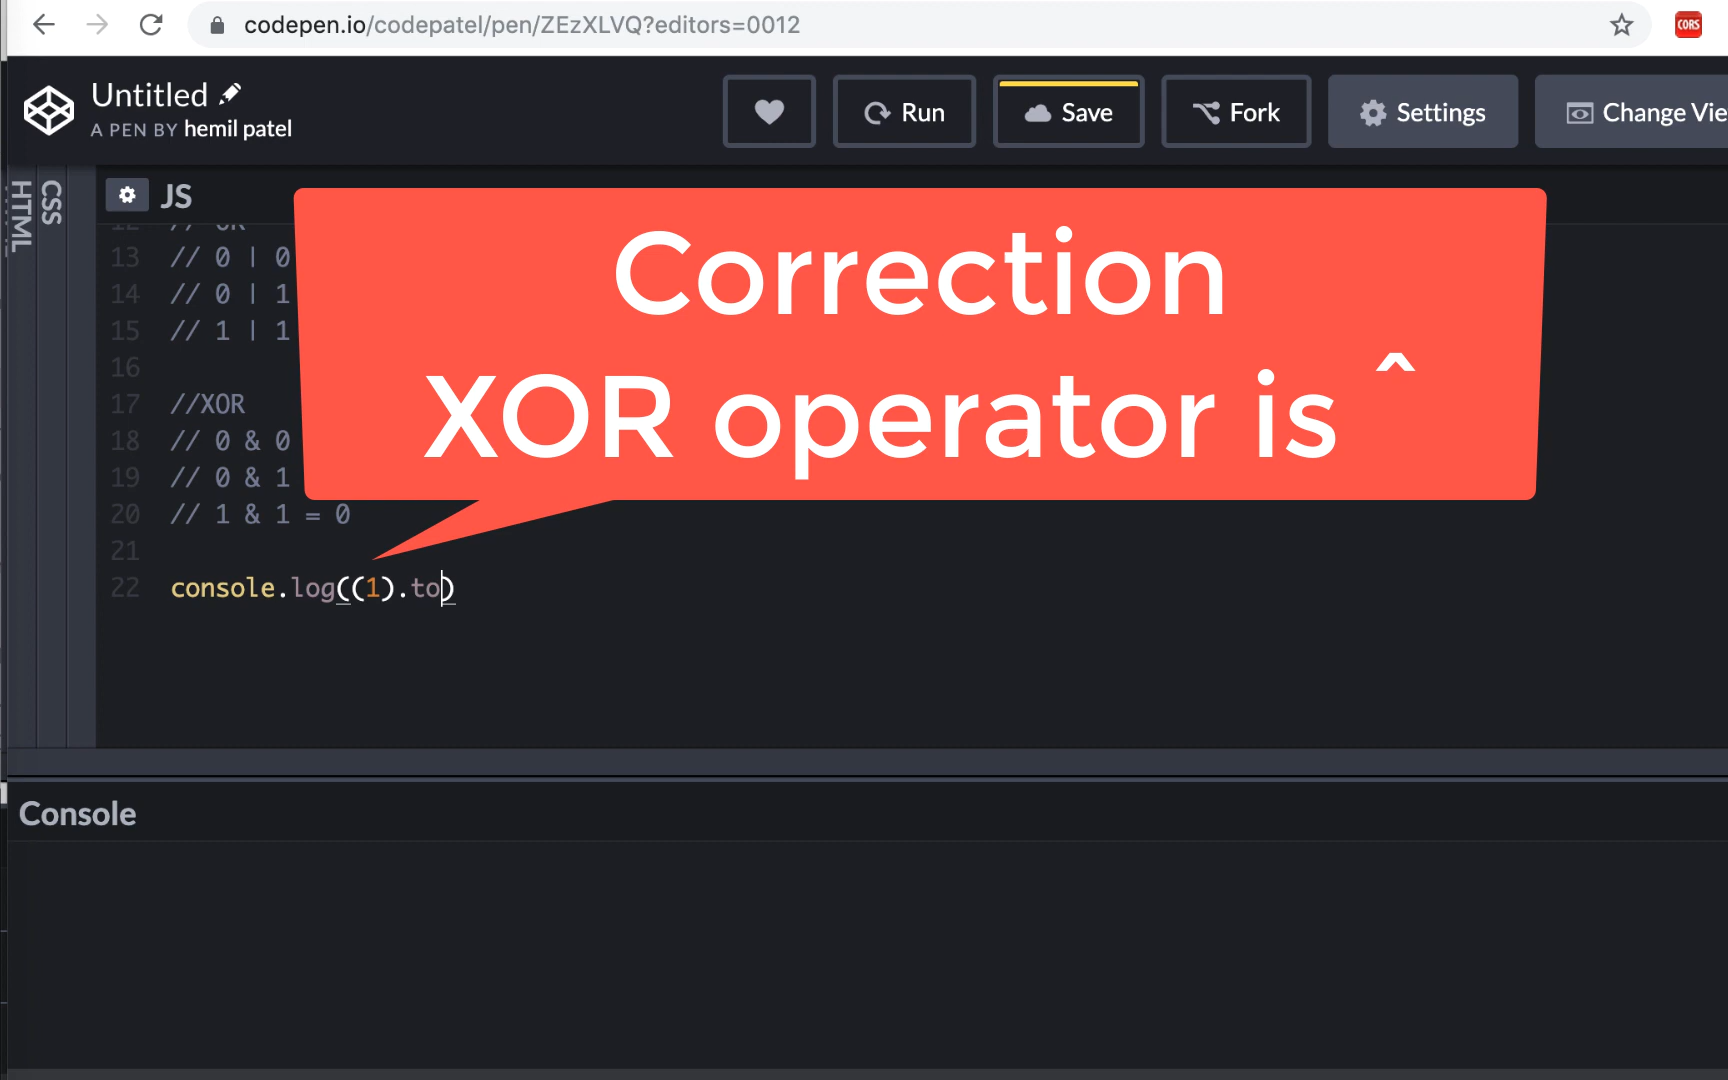 codepen.io/codepatel/pen/ZEzXLVQ?editors=0012
CORS
Untitled
A PEN BY hemil patel
Run
Save
Fork
Settings
Change Vie
HTML
CSS
JS
12 // OR
13 // 0 | 0
14 // 0 | 1
15 // 1 | 1
16
17 //XOR
18 // 0 & 0
19 // 0 & 1
20 // 1 & 1 = 0
21
22 console.log((1).to)
Correction
XOR operator is ^
Console